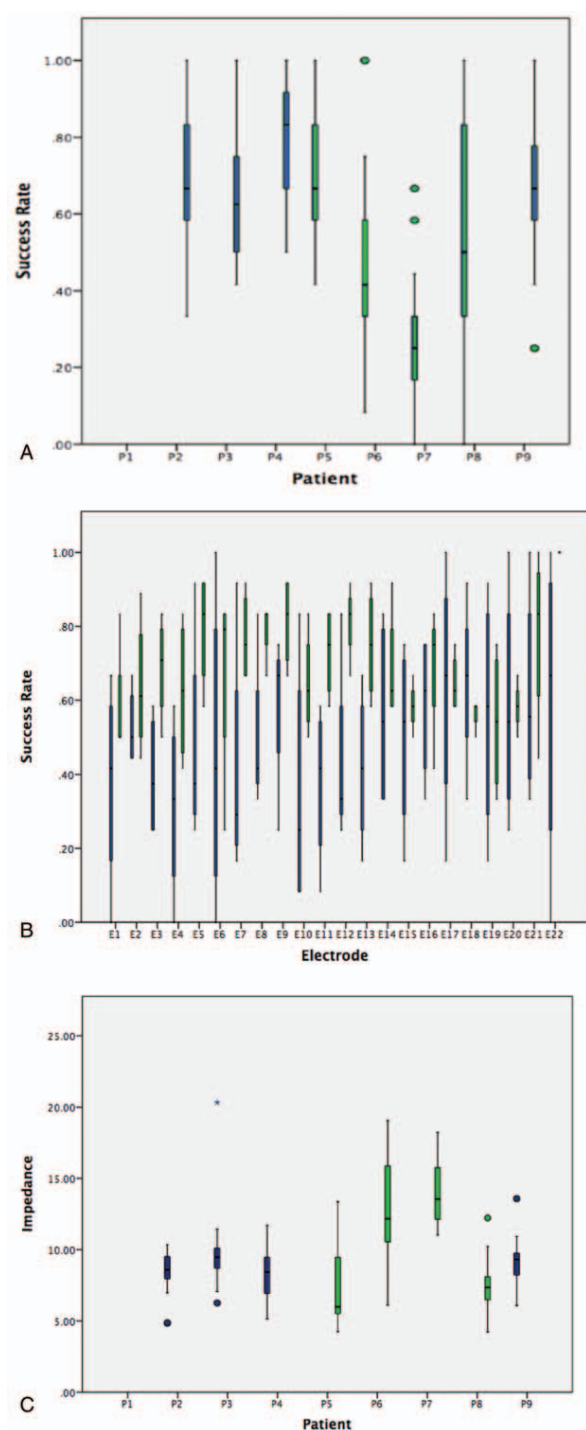 1.00
.80
.60
.40
.20
.00
Success Rate
P1 P2 P3 P4 P5 P6 P7 P8 P9
Patient
A
1.00
.80
.60
.40
.20
.00
Success Rate
E1 E2 E3 E4 E5 E6 E7 E8 E9 E10 E11 E12 E13 E14 E15 E16 E17 E18 E19 E20 E21 E22
Electrode
B
25.00
20.00
15.00
10.00
5.00
.00
Impedance
P1 P2 P3 P4 P5 P6 P7 P8 P9
Patient
C